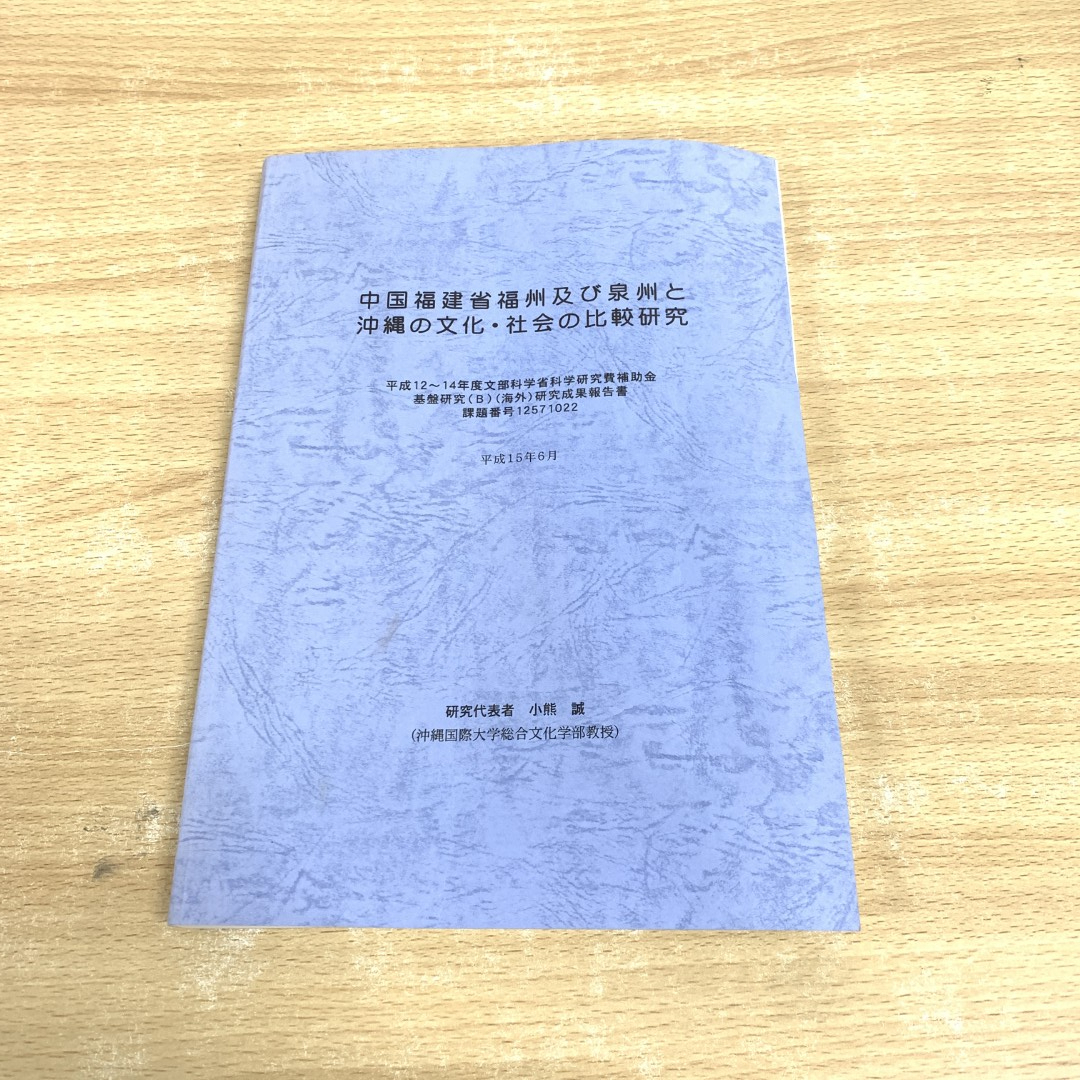 中国福建省福州及び泉州と
沖縄の文化・社会の比較研究
平成12～14年度文部科学省科学研究費補助金
基盤研究(B)(海外)研究成果報告書
課題番号12571022
平成15年6月
研究代表者　小熊　誠
(沖縄国際大学総合文化学部教授)